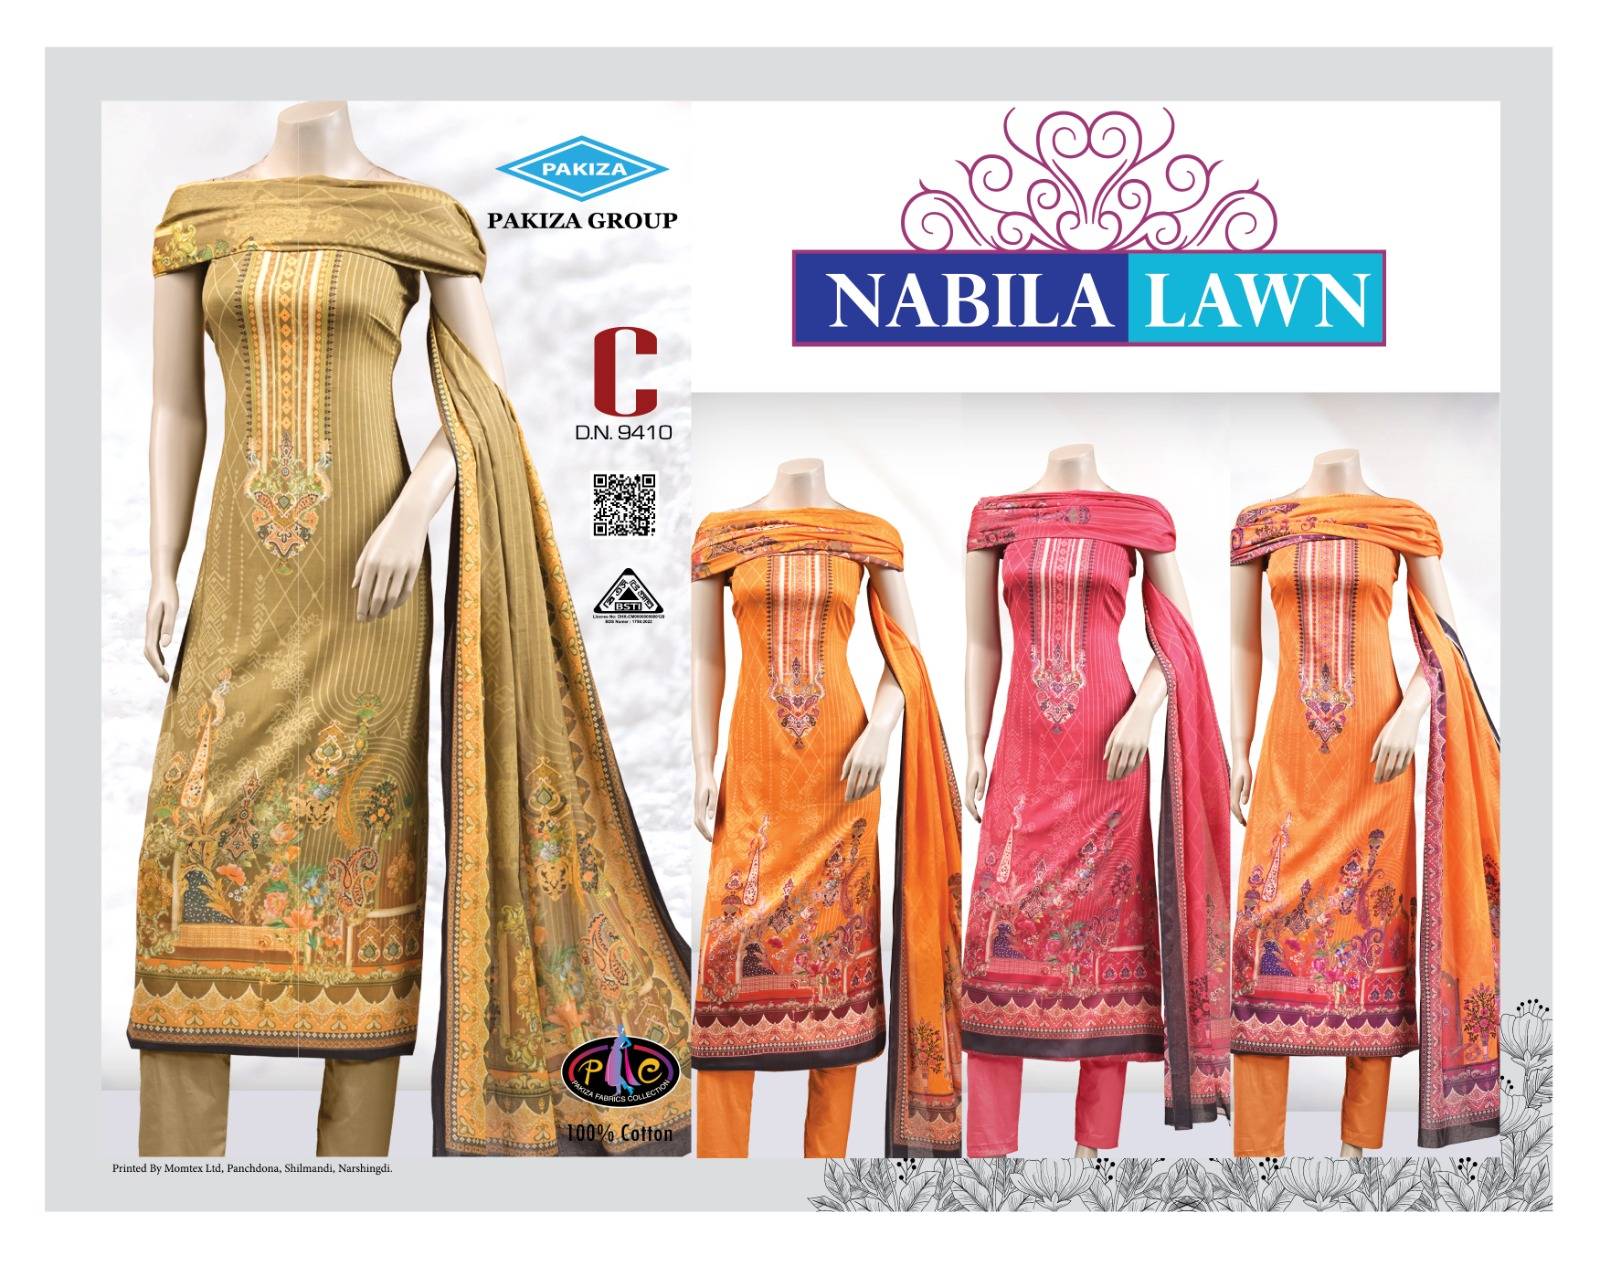 PAKIZA
PAKIZA GROUP
C
D.N. 9410
BSTI
NABILA LAWN
P C
PAKIZA FABRICS COLLECTION
100% Cotton
Printed By Momtex Ltd, Panchdona, Shilmandi, Narshingdi.